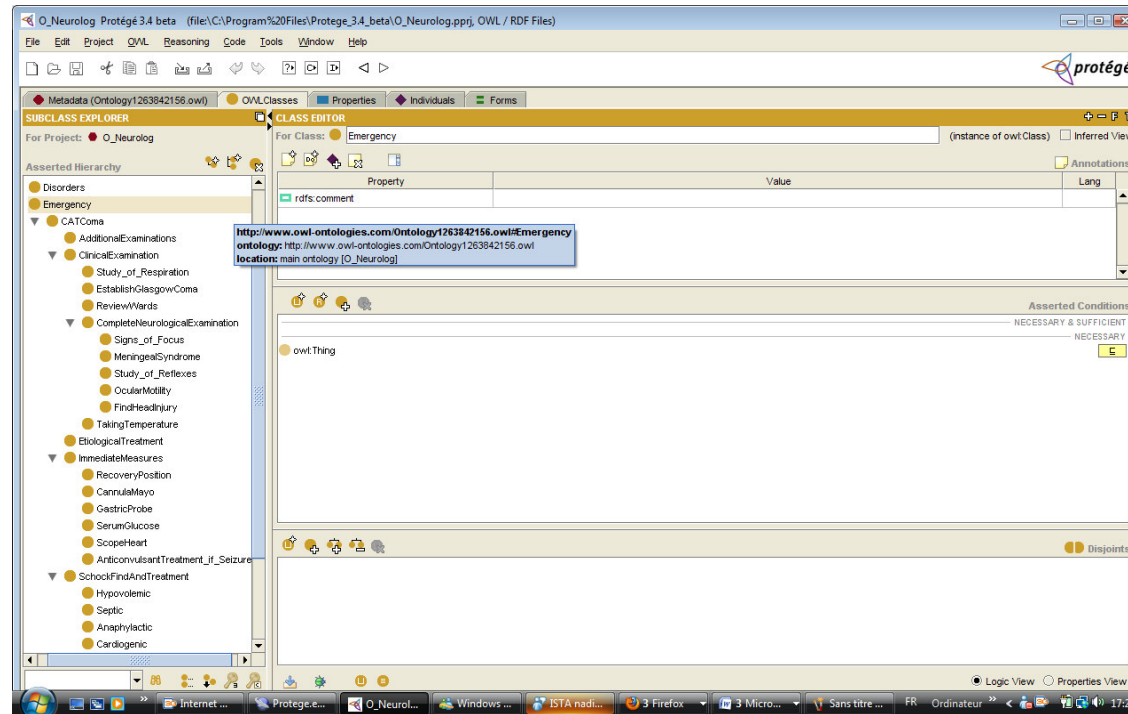 O_Neurolog Protégé 3.4 beta (file:\C:\Program%20Files\Protege_3.4_beta\O_Neurolog.pprj, OWL / RDF Files)
File Edit Project OWL Reasoning Code Tools Window Help
protégé
Metadata (Ontology1263842156.owl) OWLClasses Properties Individuals Forms
SUBCLASS EXPLORER
CLASS EDITOR
For Project: O_Neurolog
For Class: Emergency (instance of owl:Class) Inferred View
Asserted Hierarchy
Annotations
Property Value Lang
rdfs:comment
Disorders
Emergency
CATComa
AdditionalExaminations
ClinicalExamination
Study_of_Respiration
EstablishGlasgowComa
ReviewWards
CompleteNeurologicalExamination
Signs_of_Focus
MeningealSyndrome
Study_of_Reflexes
OcularMotility
FindHeadInjury
TakingTemperature
EtiologicalTreatment
ImmediateMeasures
RecoveryPosition
CannulaMayo
GastricProbe
SerumGlucose
ScopeHeart
AnticonvulsantTreatment_if_Seizure
SchockFindAndTreatment
Hypovolemic
Septic
Anaphylactic
Cardiogenic
http://www.owl-ontologies.com/Ontology1263842156.owl#Emergency
ontology: http://www.owl-ontologies.com/Ontology1263842156.owl
location: main ontology [O_Neurolog]
Asserted Conditions
NECESSARY & SUFFICIENT
NECESSARY
owl:Thing
Disjoints
Logic View Properties View
Internet ... Protege.e... O_Neurol... Windows ... ISTA nadi... 3 Firefox 3 Micro... Sans titre ... FR Ordinateur